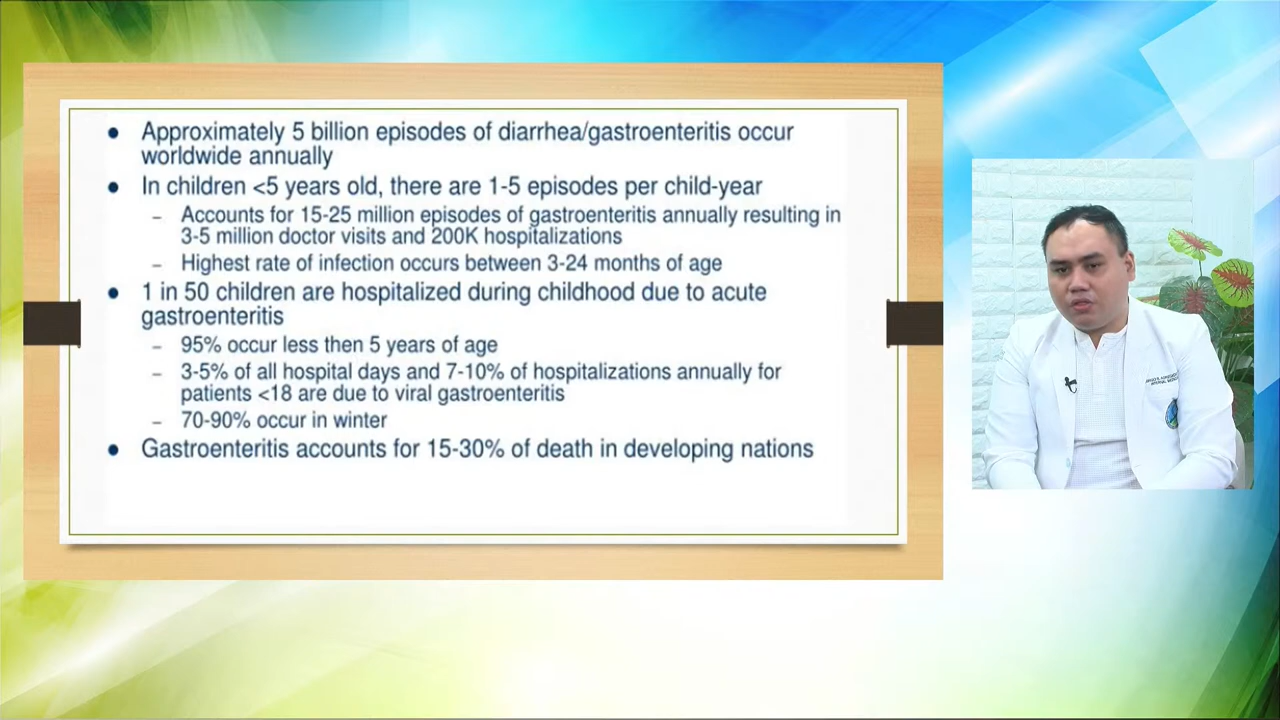 ● Approximately 5 billion episodes of diarrhea/gastroenteritis occur
worldwide annually
● In children <5 years old, there are 1-5 episodes per child-year
– Accounts for 15-25 million episodes of gastroenteritis annually resulting in
3-5 million doctor visits and 200K hospitalizations
– Highest rate of infection occurs between 3-24 months of age
● 1 in 50 children are hospitalized during childhood due to acute
gastroenteritis
– 95% occur less then 5 years of age
– 3-5% of all hospital days and 7-10% of hospitalizations annually for
patients <18 are due to viral gastroenteritis
– 70-90% occur in winter
● Gastroenteritis accounts for 15-30% of death in developing nations